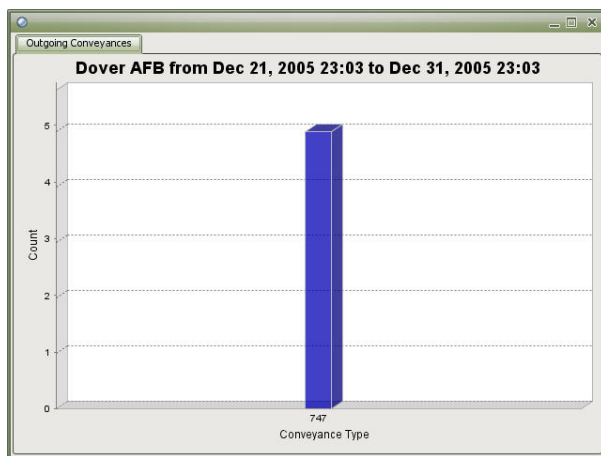 Outgoing Conveyances
Dover AFB from Dec 21, 2005 23:03 to Dec 31, 2005 23:03
5
4
3
2
1
0
Count
747
Conveyance Type